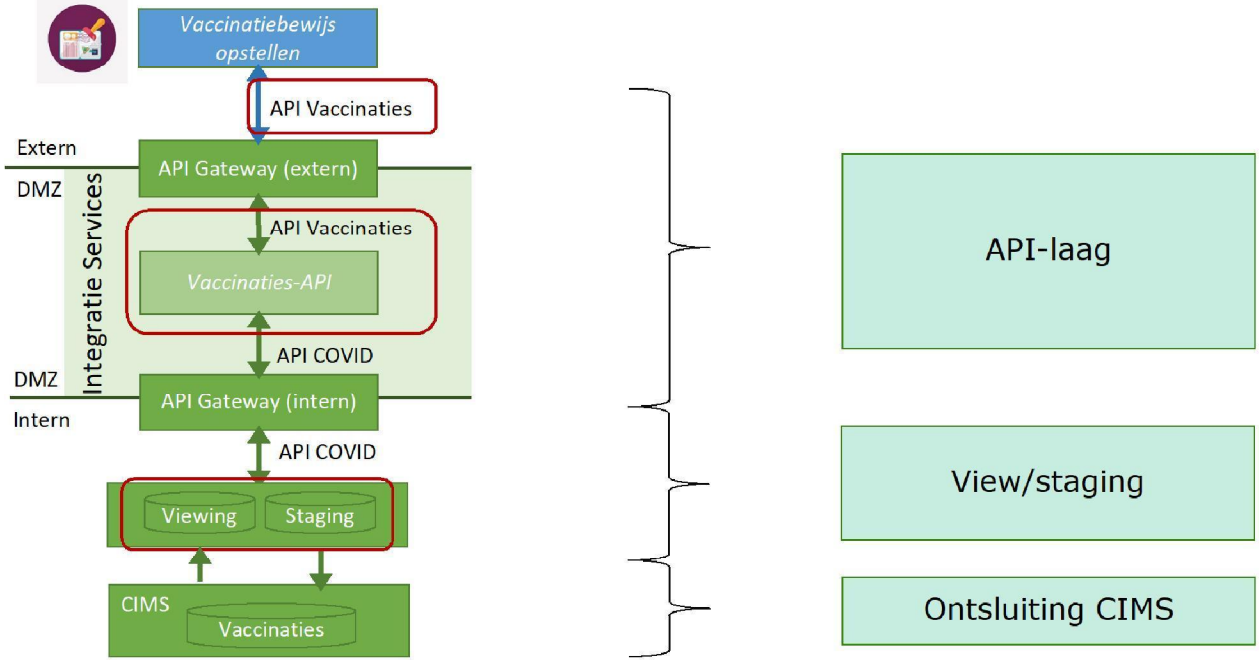 Vaccinatiebewijs
opstellen
API Vaccinaties
Extern
API Gateway (extern)
DMZ
Integratie Services
API Vaccinaties
Vaccinaties-API
API COVID
DMZ
API Gateway (intern)
Intern
API COVID
Viewing
Staging
CIMS
Vaccinaties
API-laag
View/staging
Ontsluiting CIMS